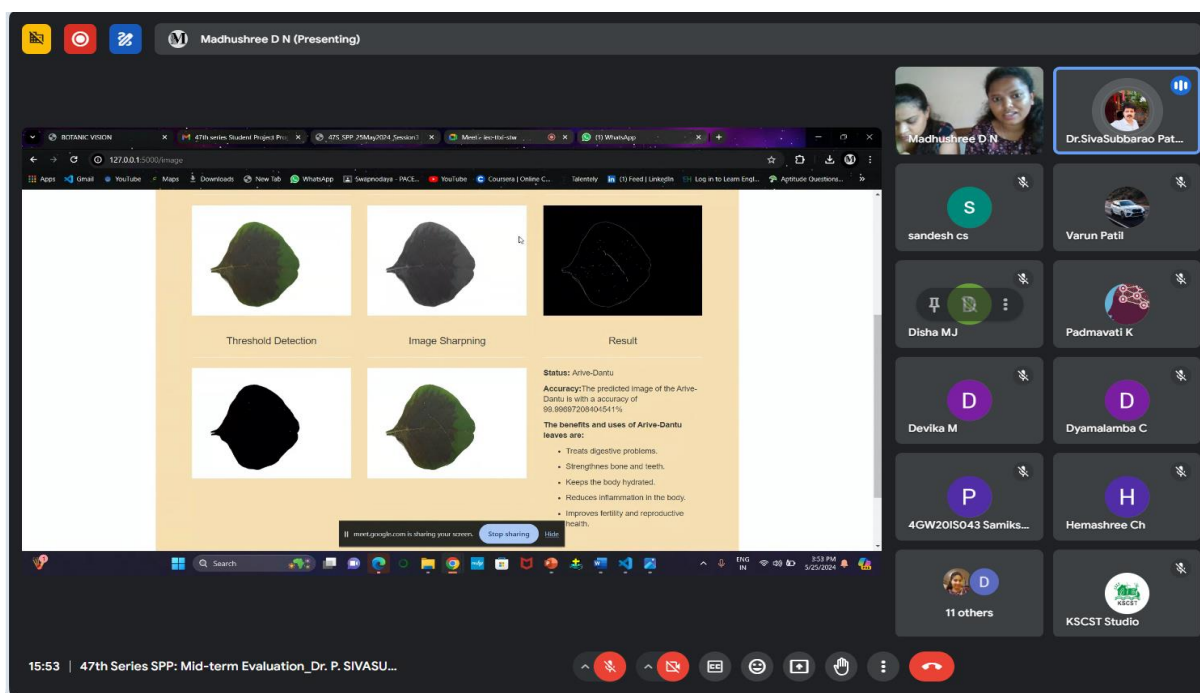 Madhushree D N (Presenting)
BOTANIC VISION
47th series Student Project Pro
47S_SPP_25May2024_Session1
(1) WhatsApp
127.0.0.1:5000/image
Apps
Gmail
YouTube
Maps
Downloads
New Tab
WhatsApp
Swapnodaya - PACE...
YouTube
Coursera | Online C...
Talentely
(1) Feed | LinkedIn
Log in to Learn Engl...
Aptitude Questions...
Threshold Detection
Image Sharpning
Result
Status: Arive-Dantu
Accuracy:The predicted image of the Arive-
Dantu is with a accuracy of
99.99697208404541%
The benefits and uses of Arive-Dantu
leaves are:
Treats digestive problems.
Strengthnes bone and teeth.
Keeps the body hydrated.
Reduces inflammation in the body.
Improves fertility and reproductive
health.
meet.google.com is sharing your screen.
Stop sharing
Hide
Search
ENG
IN
3:53 PM
5/25/2024
Madhushree D N
Dr.SivaSubbarao Pat...
S
sandesh cs
Varun Patil
Disha MJ
Padmavati K
D
Devika M
D
Dyamalamba C
P
4GW20IS043 Samiks...
H
Hemashree Ch
D
11 others
KSCST
KSCST Studio
15:53 | 47th Series SPP: Mid-term Evaluation_Dr. P. SIVASU...